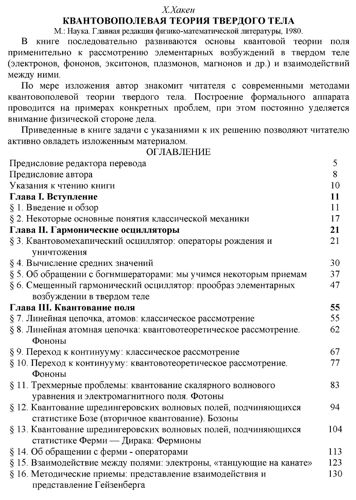 Х.Хакен
КВАНТОВОПОЛЕВАЯ ТЕОРИЯ ТВЕРДОГО ТЕЛА
М.: Наука. Главная редакция физико-математической литературы, 1980.
В книге последовательно развиваются основы квантовой теории поля
применительно к рассмотрению элементарных возбуждений в твердом теле
(электронов, фононов, экситонов, плазмонов, магнонов и др.) и взаимодействий
между ними.
По мере изложения автор знакомит читателя с современными методами
квантовополевой теории твердого тела. Построение формального аппарата
проводится на примерах конкретных проблем, при этом постоянно уделяется
внимание физической стороне дела.
Приведенные в книге задачи с указаниями к их решению позволяют читателю
активно овладеть изложенным материалом.
ОГЛАВЛЕНИЕ
Предисловие редактора перевода 5
Предисловие автора 8
Указания к чтению книги 10
Глава I. Вступление 11
§ 1. Введение и обзор 11
§ 2. Некоторые основные понятия классической механики 17
Глава II. Гармонические осцилляторы 21
§ 3. Квантовомехапический осциллятор: операторы рождения и 21
уничтожения
§ 4. Вычисление средних значений 30
§ 5. Об обращении с богнмшераторами: мы учимся некоторым приемам 37
§ 6. Смещенный гармонический осциллятор: прообраз элементарных 47
возбуждений в твердом теле
Глава III. Квантование поля 55
§ 7. Линейная цепочка, атомов: классическое рассмотрение 55
§ 8. Линейная атомная цепочка: квантовотеоретическое рассмотрение. 62
Фононы
§ 9. Переход к континууму: классическое рассмотрение 67
§ 10. Переход к континууму: квантовотеоретическое рассмотрение. 77
Фононы
§ 11. Трехмерные проблемы: квантование скалярного волнового 83
уравнения и электромагнитного поля. Фотоны
§ 12. Квантование шредингеровских волновых полей, подчиняющихся 94
статистике Бозе (вторичное квантование). Бозоны
§ 13. Квантование шредингеровских волновых полей, подчиняющихся 104
статистике Ферми — Дирака: Фермионы
§ 14. Об обращении с ферми - операторами 113
§ 15. Взаимодействие между полями: электроны, «танцующие на канате» 123
§ 16. Методические приемы: представление взаимодействия и 130
представление Гейзенберга